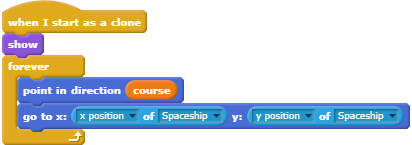 when I start as a clone
show
forever
point in direction course
go to x: x position of Spaceship y: y position of Spaceship